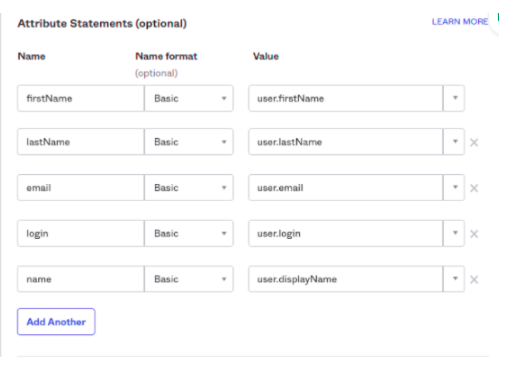 Attribute Statements (optional) LEARN MORE
Name Name format Value
(optional)
firstName Basic user.firstName
lastName Basic user.lastName
email Basic user.email
login Basic user.login
name Basic user.displayName
Add Another